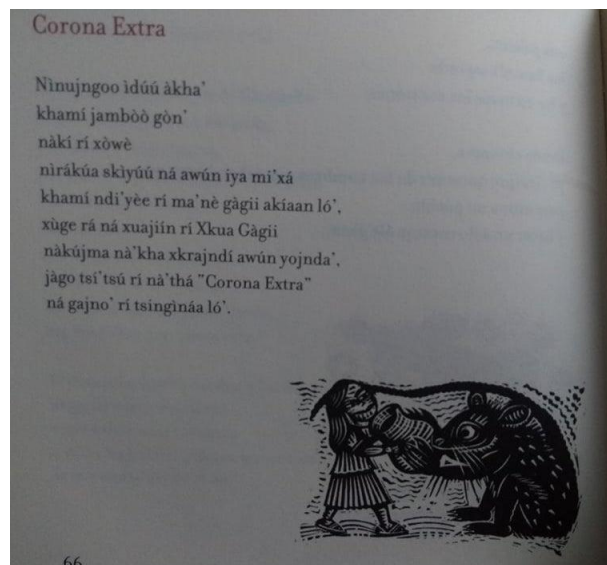 Corona Extra
Nìnujngoo ìdúú àkha’
khamí jambòò gòn’
nàkí rí xòwè
nìrákúa skìyúú ná awún iya mi’xá
khamí ndi’yèe rí ma’nè gàgii akíaan ló’,
xùge rá ná xuajiín rí Xkua Gàgii
nàkújma nà’kha xkrajndí awún yojnda’,
jàgo tsí’tsú rí nà’thá "Corona Extra"
ná gajno’ rí tsingìnáa ló’.
66